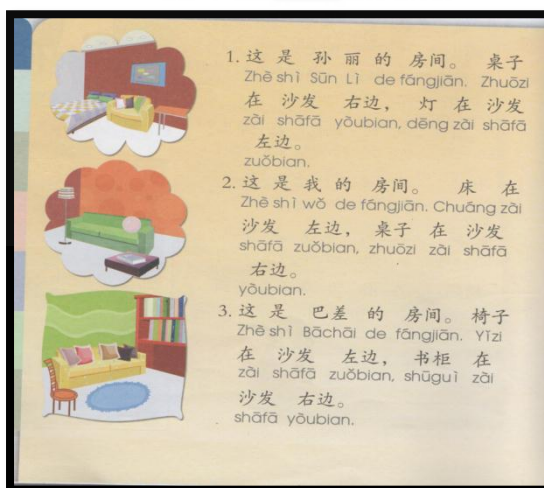 1. 这 是 孙 丽 的 房间。 桌子
Zhè shì Sūn Lì de fángjiān. Zhuōzi
在 沙发 右边， 灯 在 沙发
zài shāfā yòubian, dēng zài shāfā
左边。
zuǒbian.
2. 这 是 我 的 房间。 床 在
Zhè shì wǒ de fángjiān. Chuáng zài
沙发 左边， 桌子 在 沙发
shāfā zuǒbian, zhuōzi zài shāfā
右边。
yòubian.
3. 这 是 巴差 的 房间。 椅子
Zhè shì Bāchāi de fángjiān. Yǐzi
在 沙发 左边， 书柜 在
zài shāfā zuǒbian, shūguì zài
沙发 右边。
shāfā yòubian.